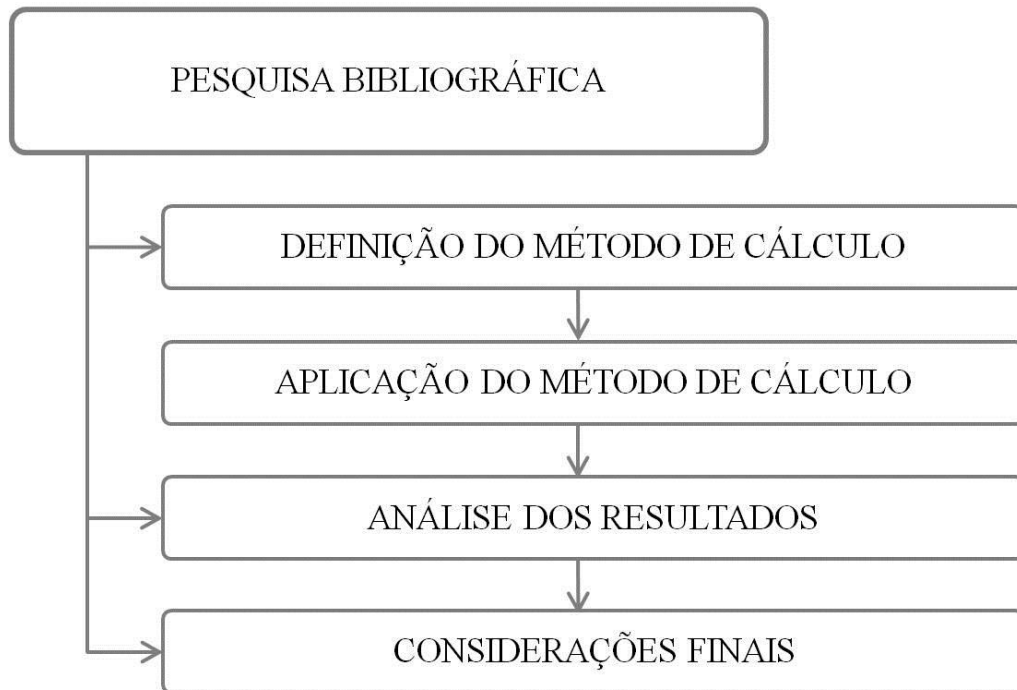 PESQUISA BIBLIOGRÁFICA
DEFINIÇÃO DO MÉTODO DE CÁLCULO
APLICAÇÃO DO MÉTODO DE CÁLCULO
ANÁLISE DOS RESULTADOS
CONSIDERAÇÕES FINAIS